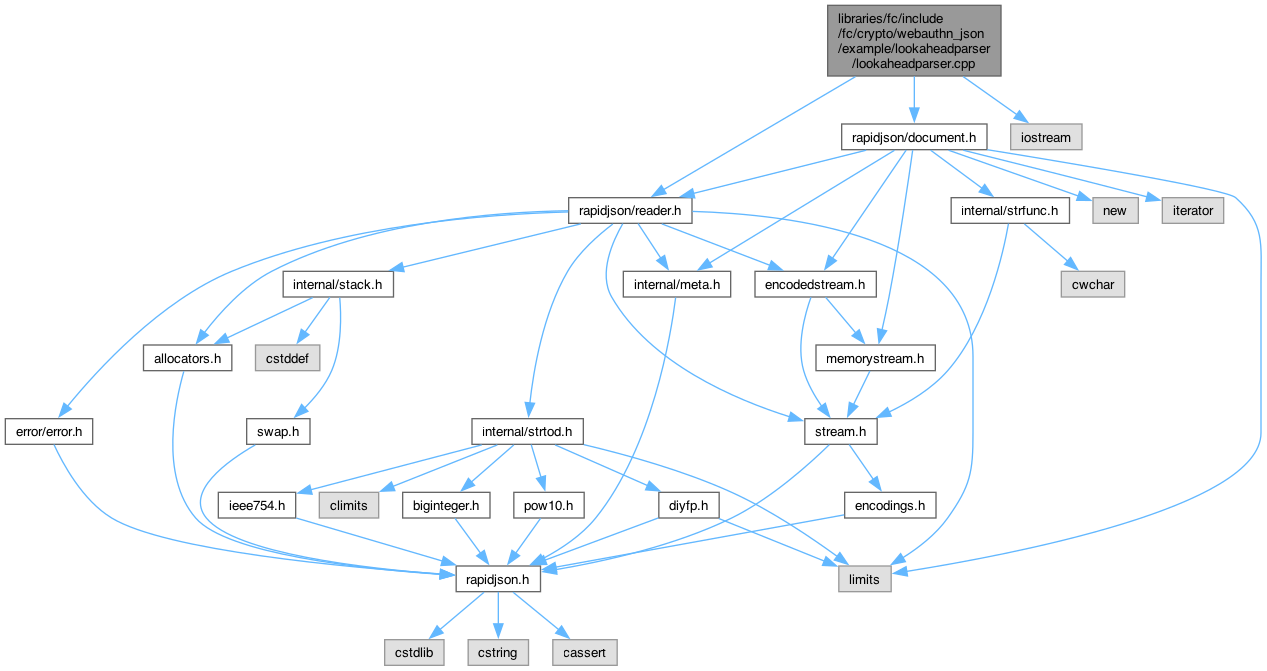 libraries/fc/include
/fc/crypto/webauthn_json
/example/lookaheadparser
/lookaheadparser.cpp
rapidjson/document.h
iostream
rapidjson/reader.h
internal/strfunc.h
new
iterator
internal/stack.h
internal/meta.h
encodedstream.h
cwchar
allocators.h
cstddef
memorystream.h
error/error.h
swap.h
internal/strtod.h
stream.h
ieee754.h
climits
biginteger.h
pow10.h
diyfp.h
encodings.h
rapidjson.h
limits
cstdlib
cstring
cassert